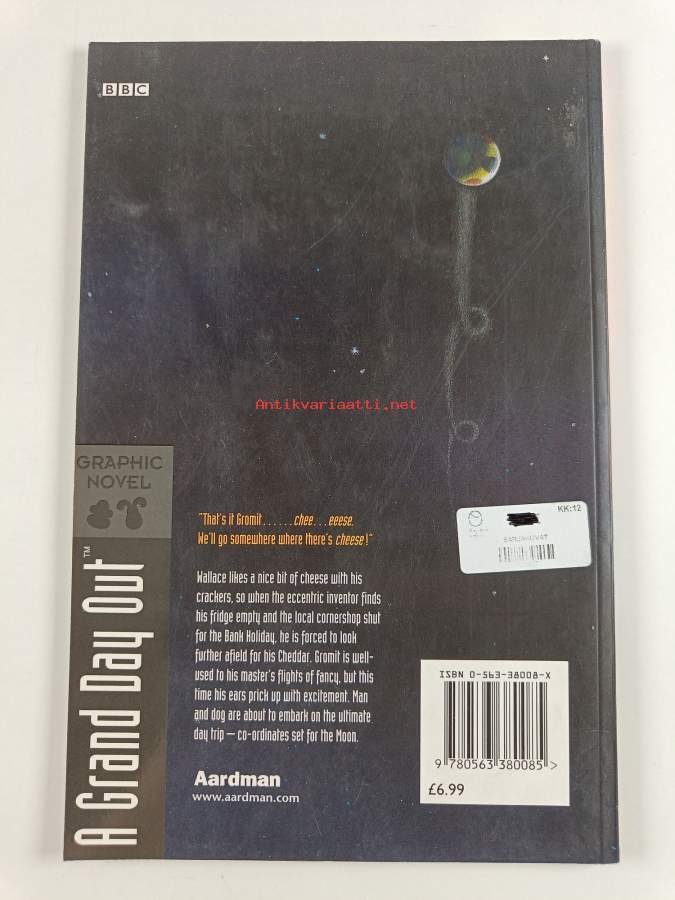 BBC
Antikvariaatti.net
GRAPHIC
NOVEL
A Grand Day Out™
"That's it Gromit......chee...eeese.
We'll go somewhere where there's cheese!"
KK:12
SARJAKUVAT
Wallace likes a nice bit of cheese with his
crackers, so when the eccentric inventor finds
his fridge empty and the local cornershop shut
for the Bank Holiday, he is forced to look
further afield for his Cheddar. Gromit is well-
used to his master's flights of fancy, but this
time his ears prick up with excitement. Man
and dog are about to embark on the ultimate
day trip – co-ordinates set for the Moon.
Aardman
www.aardman.com
ISBN 0-563-38008-X
9 780563 380085 >
£6.99